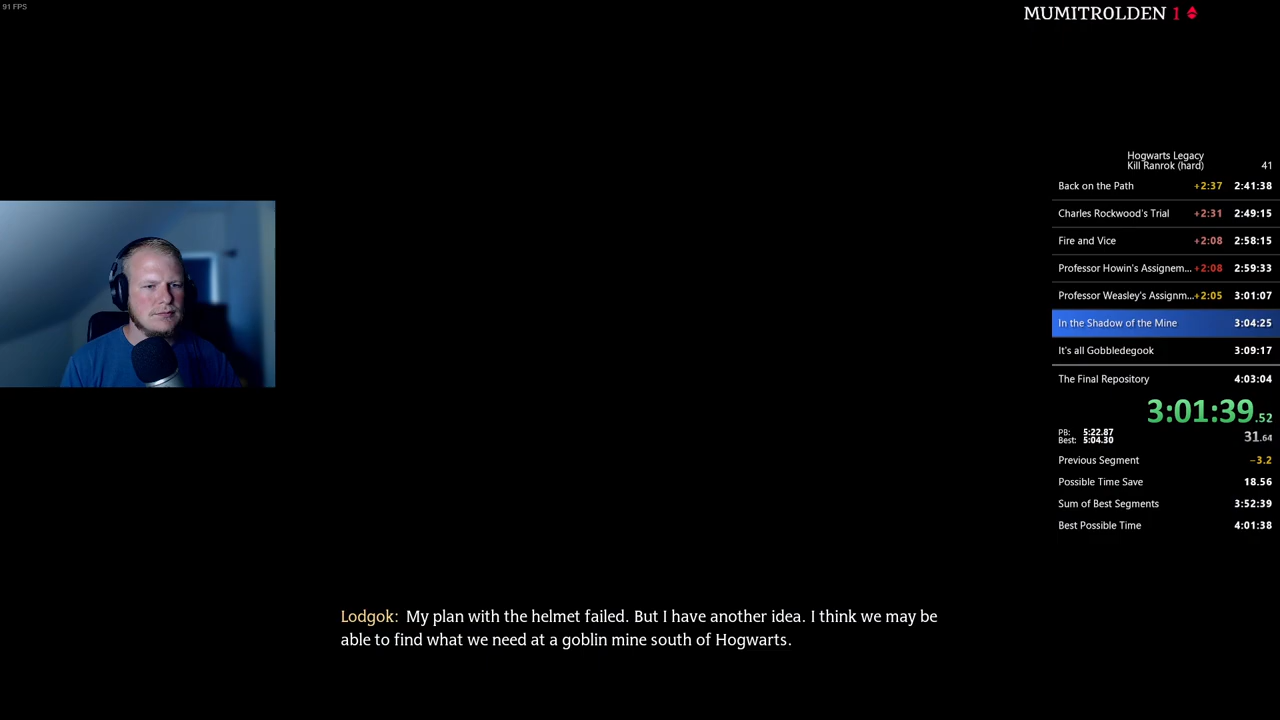 91 FPS
MUMITROLDEN 1
Hogwarts Legacy
Kill Ranrok (hard) 41
Back on the Path +2:37 2:41:38
Charles Rockwood's Trial +2:31 2:49:15
Fire and Vice +2:08 2:58:15
Professor Howin's Assignem... +2:08 2:59:33
Professor Weasley's Assignm... +2:05 3:01:07
In the Shadow of the Mine 3:04:25
It's all Gobbledegook 3:09:17
The Final Repository 4:03:04
3:01:39.52
PB: 5:22.87
Best: 5:04.30 31.64
Previous Segment −3.2
Possible Time Save 18.56
Sum of Best Segments 3:52:39
Best Possible Time 4:01:38
Lodgok: My plan with the helmet failed. But I have another idea. I think we may be
able to find what we need at a goblin mine south of Hogwarts.